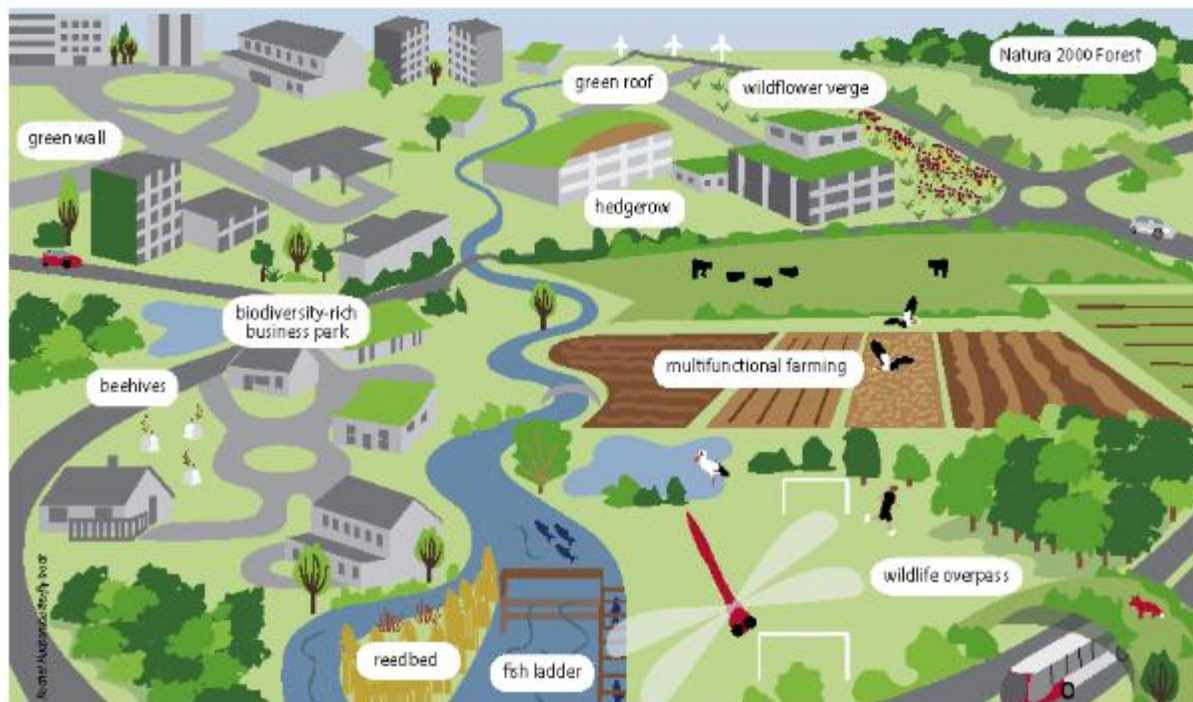 Natura 2000 Forest
green roof
wildflower verge
green wall
hedgerow
biodiversity-rich
business park
multifunctional farming
beehives
wildlife overpass
reedbed
fish ladder